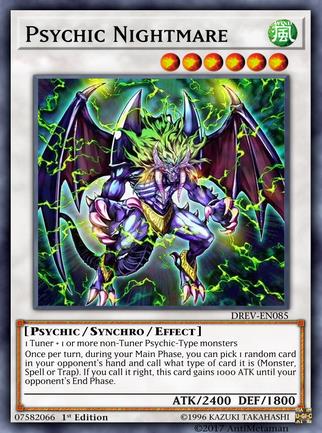 PSYCHIC NIGHTMARE
WIND
風
DREV-EN085
[PSYCHIC / SYNCHRO / EFFECT]
1 Tuner + 1 or more non-Tuner Psychic-Type monsters
Once per turn, during your Main Phase, you can pick 1 random card
in your opponent's hand and call what type of card it is (Monster,
Spell or Trap). If you call it right, this card gains 1000 ATK until your
opponent's End Phase.
ATK/2400 DEF/1800
07582066 1st Edition ©1996 KAZUKI TAKAHASHI
©2017 AntiMetaman